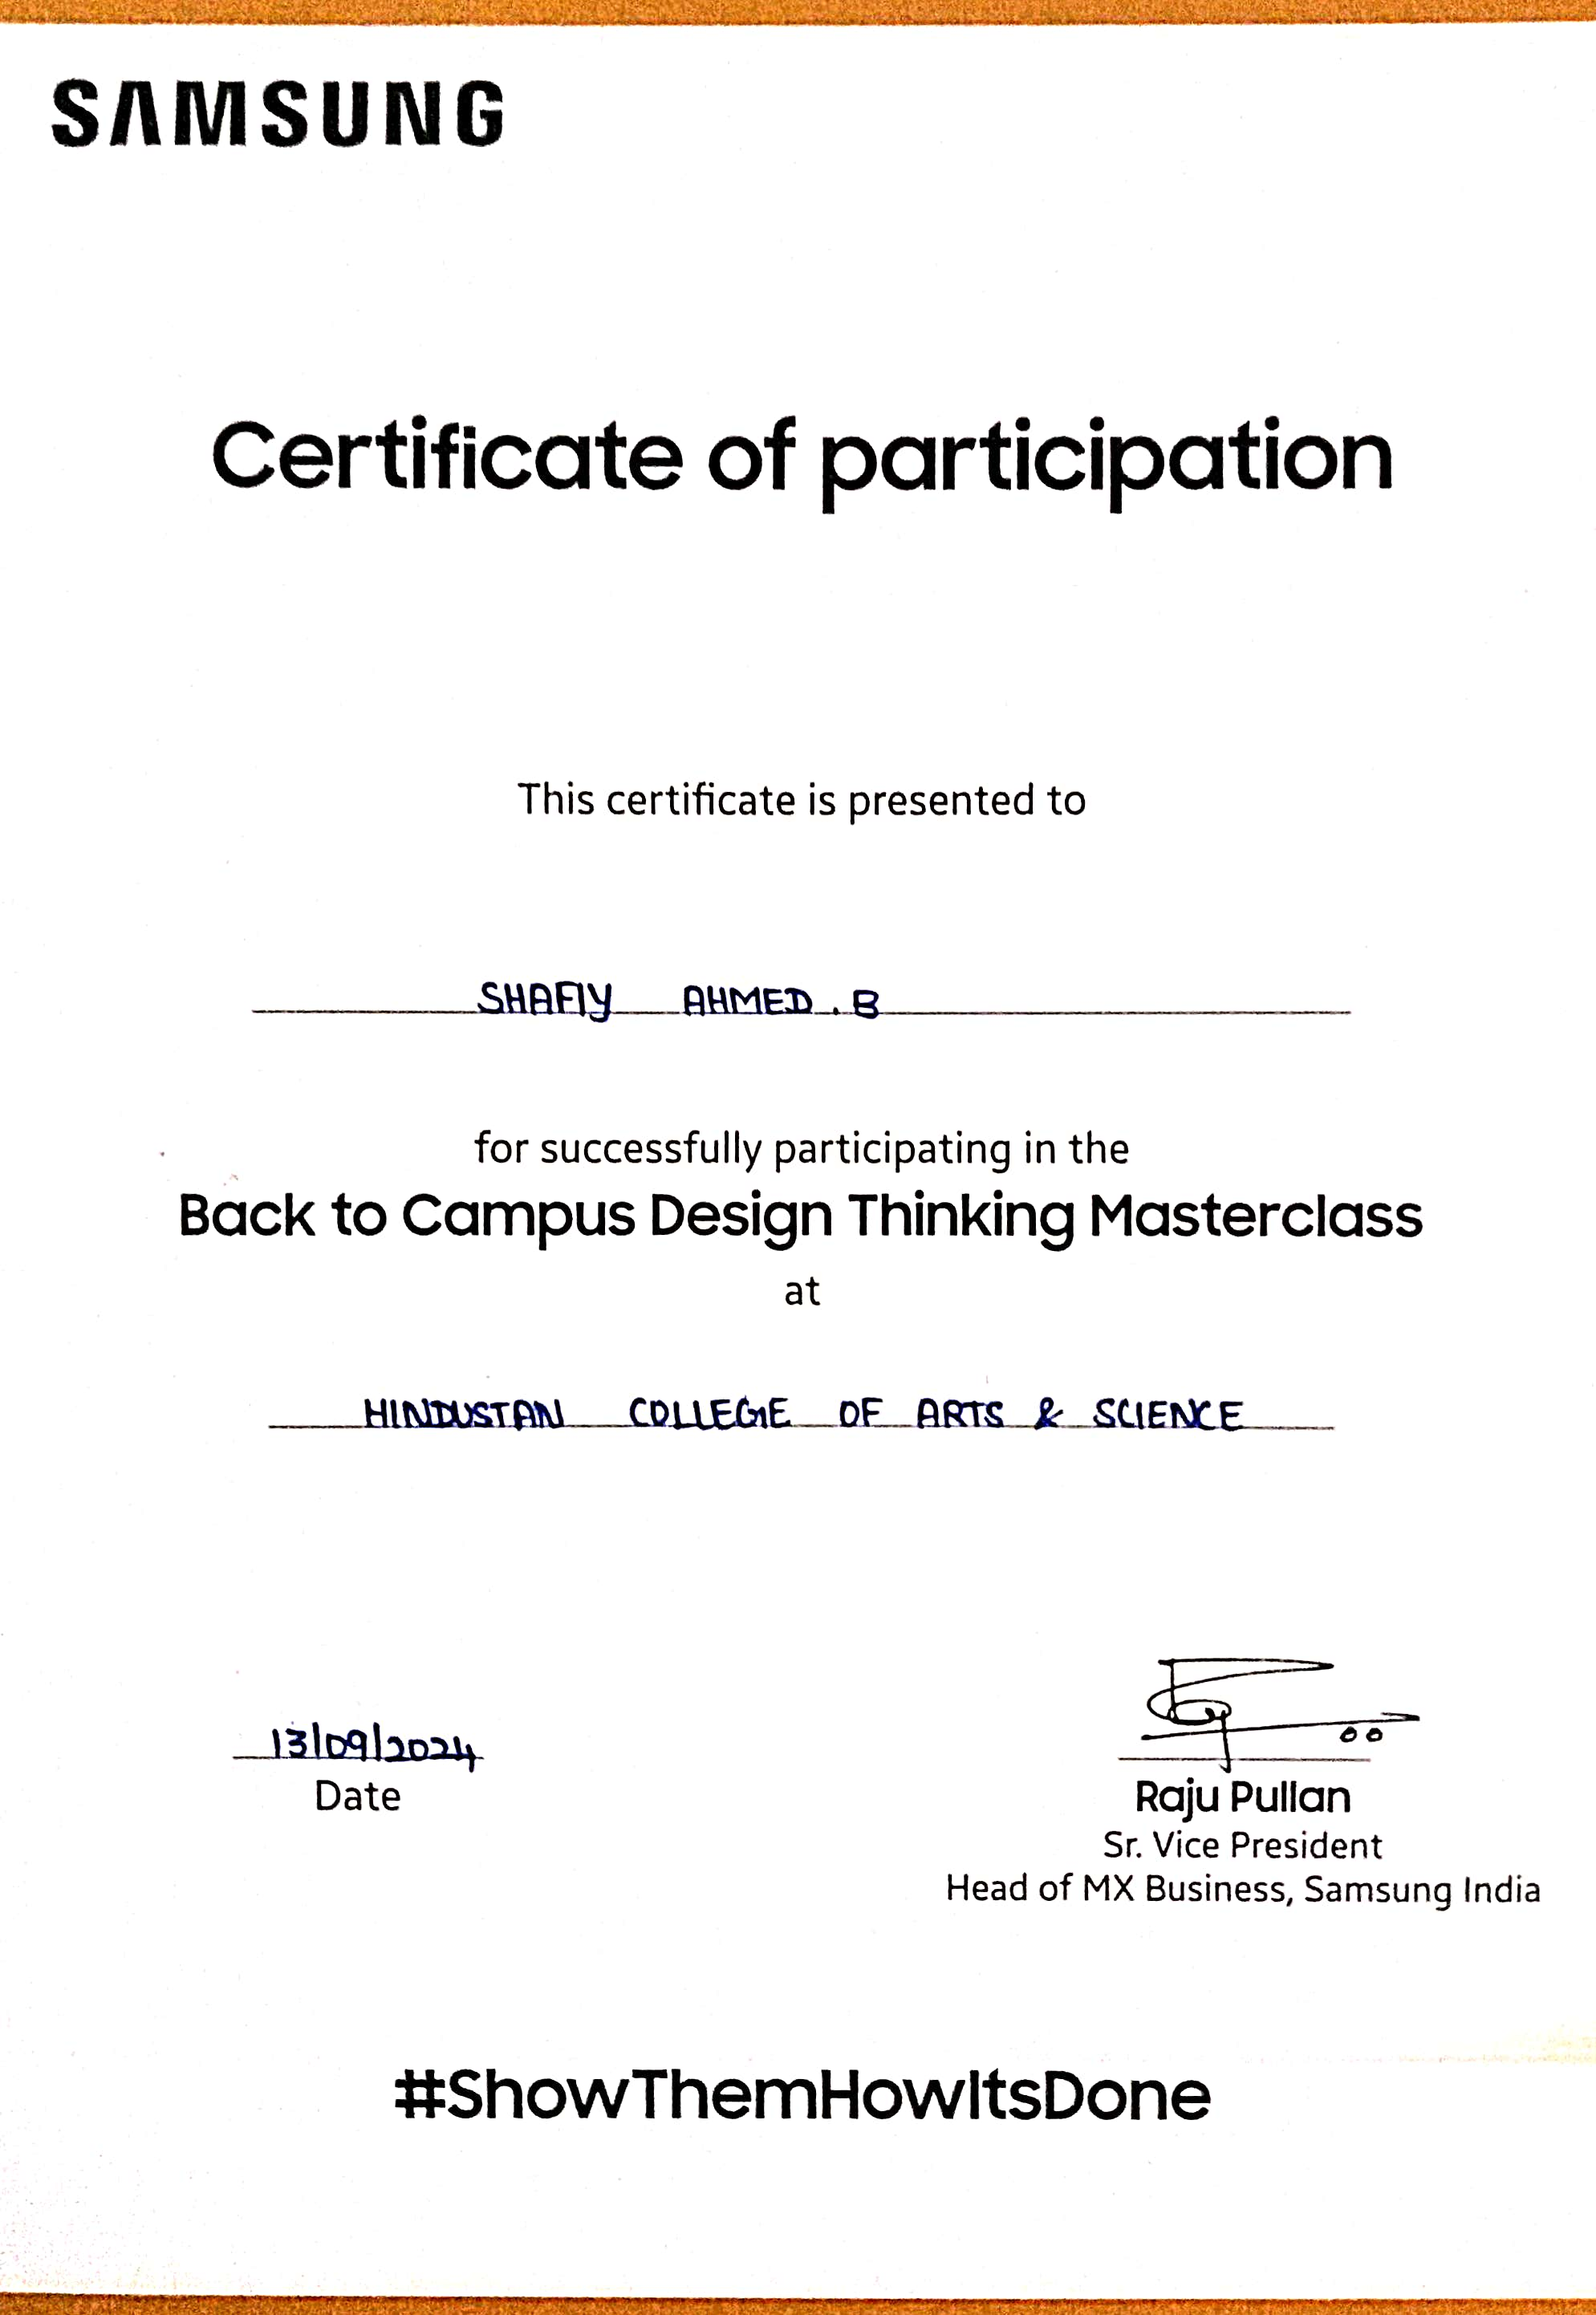 SAMSUNG
Certificate of participation
This certificate is presented to
SHAFIY AHMED . B
for successfully participating in the
Back to Campus Design Thinking Masterclass
at
HINDUSTAN COLLEGE OF ARTS & SCIENCE
13/09/2024
Date
Raju Pullan
Sr. Vice President
Head of MX Business, Samsung India
#ShowThemHowItsDone